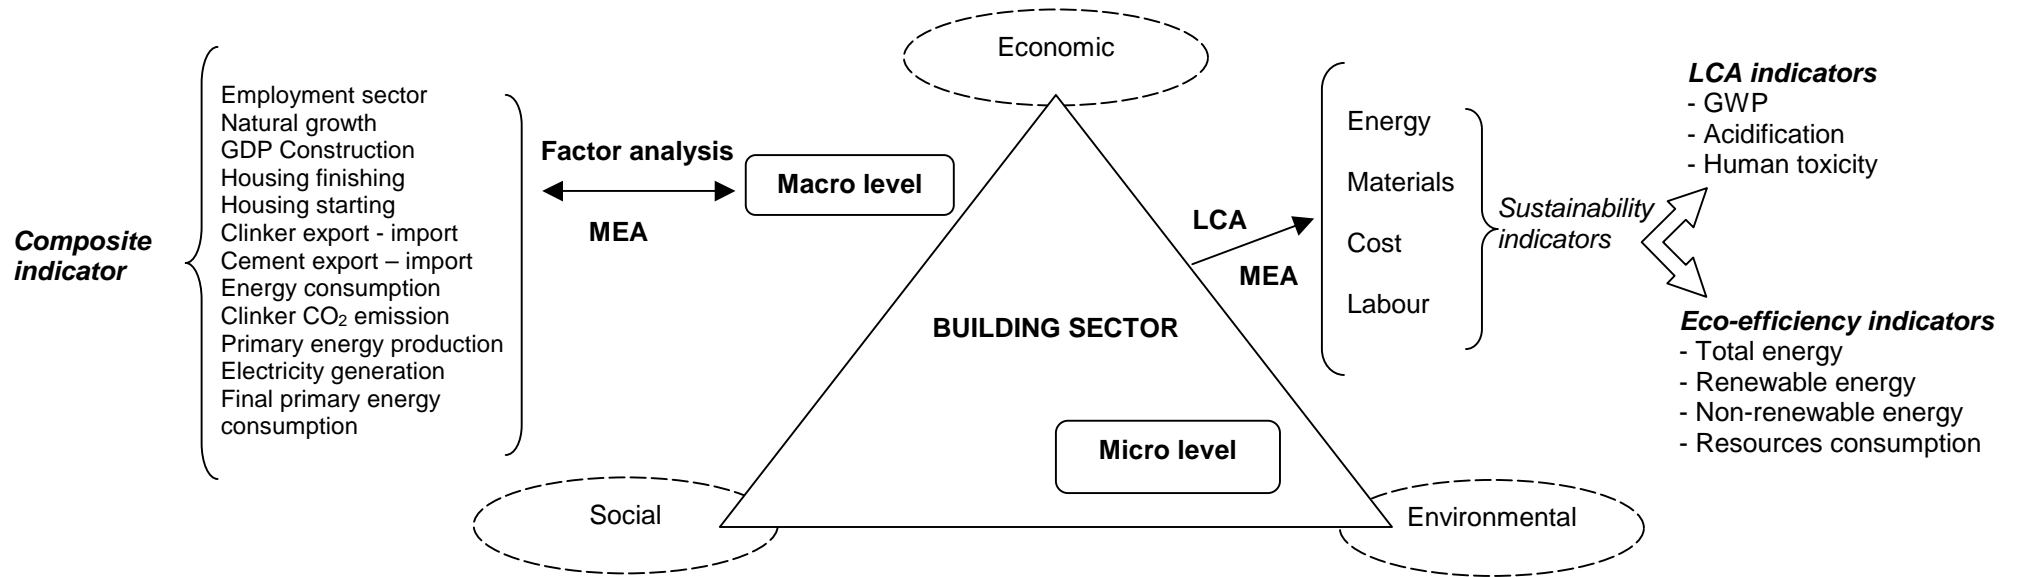 Composite
indicator
Employment sector
Natural growth
GDP Construction
Housing finishing
Housing starting
Clinker export - import
Cement export – import
Energy consumption
Clinker CO₂ emission
Primary energy production
Electricity generation
Final primary energy
consumption
Factor analysis
MEA
Macro level
Economic
BUILDING SECTOR
Micro level
Social
Environmental
LCA
MEA
Energy
Materials
Cost
Labour
Sustainability
indicators
LCA indicators
- GWP
- Acidification
- Human toxicity
Eco-efficiency indicators
- Total energy
- Renewable energy
- Non-renewable energy
- Resources consumption